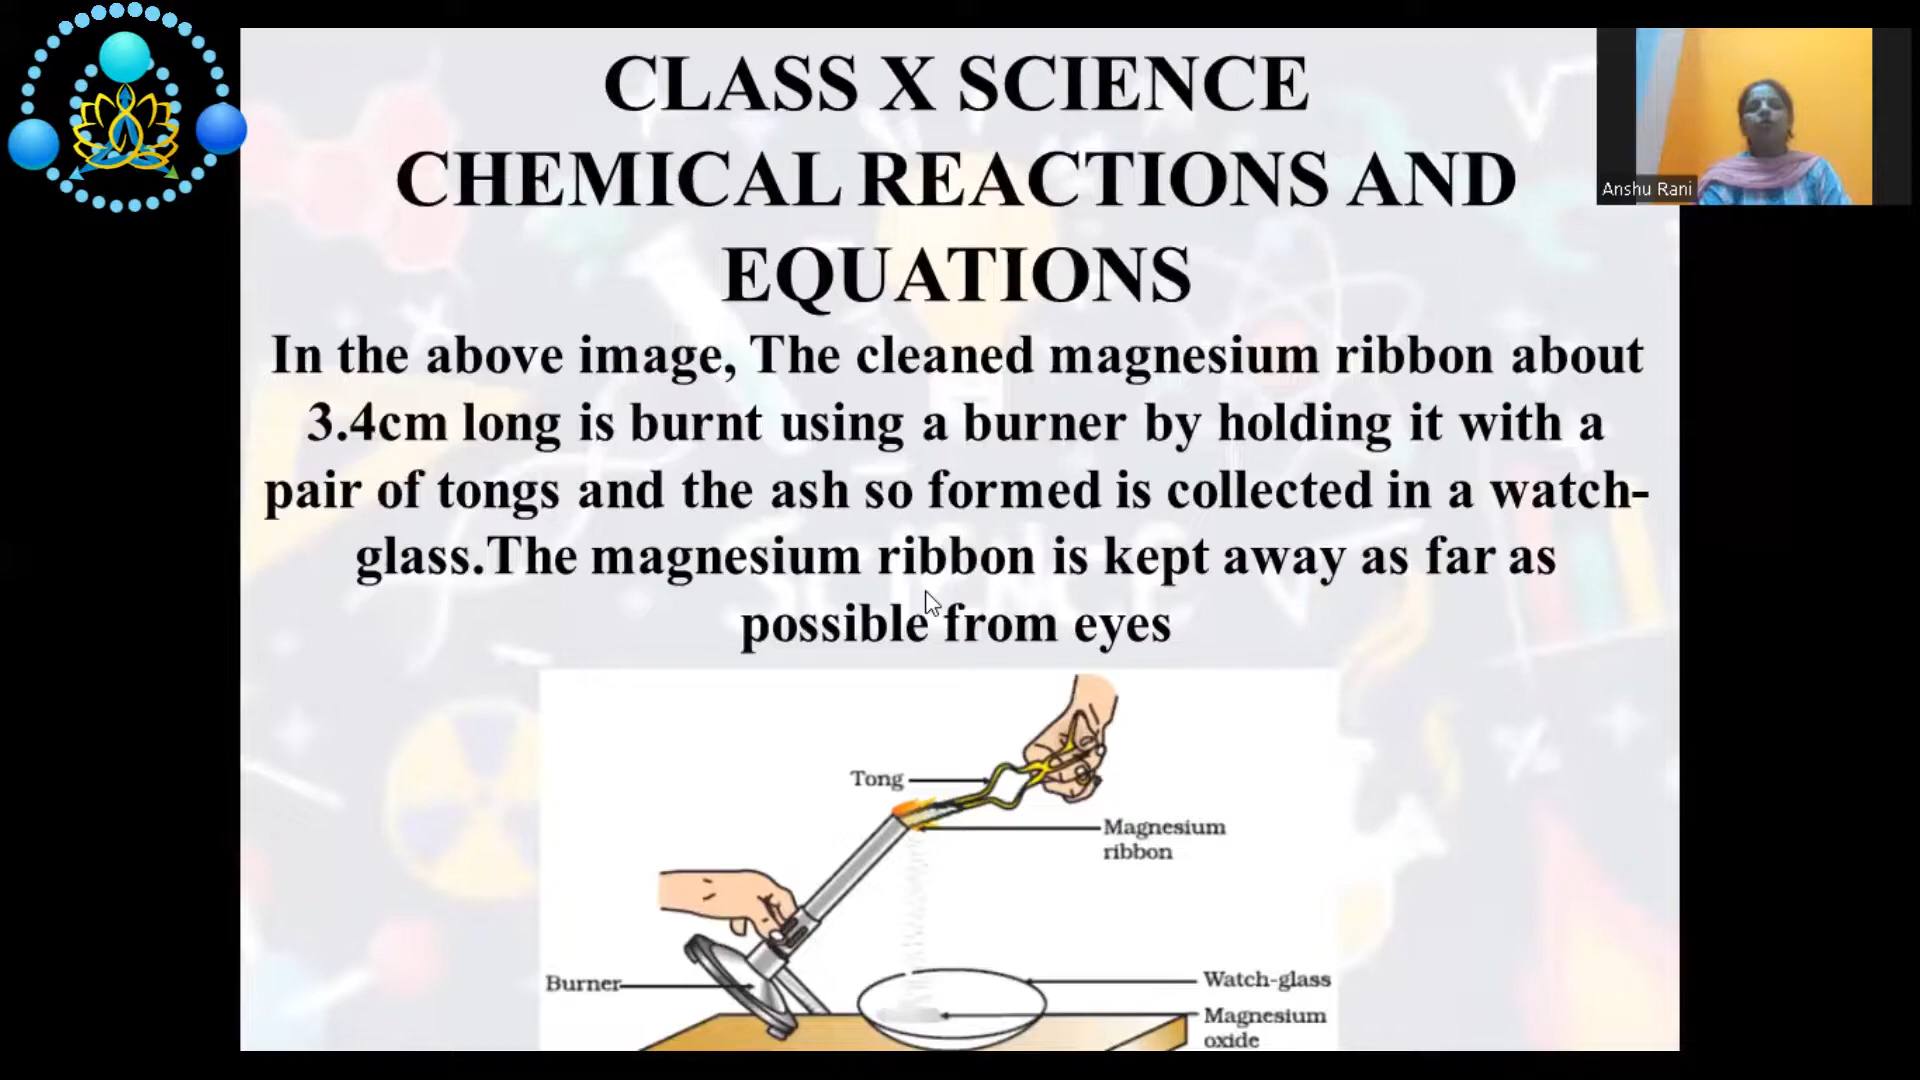 CLASS X SCIENCE
CHEMICAL REACTIONS AND
EQUATIONS
Anshu Rani
In the above image, The cleaned magnesium ribbon about
3.4cm long is burnt using a burner by holding it with a
pair of tongs and the ash so formed is collected in a watch-
glass.The magnesium ribbon is kept away as far as
possible from eyes
Tong
Magnesium
ribbon
Burner
Watch-glass
Magnesium
oxide